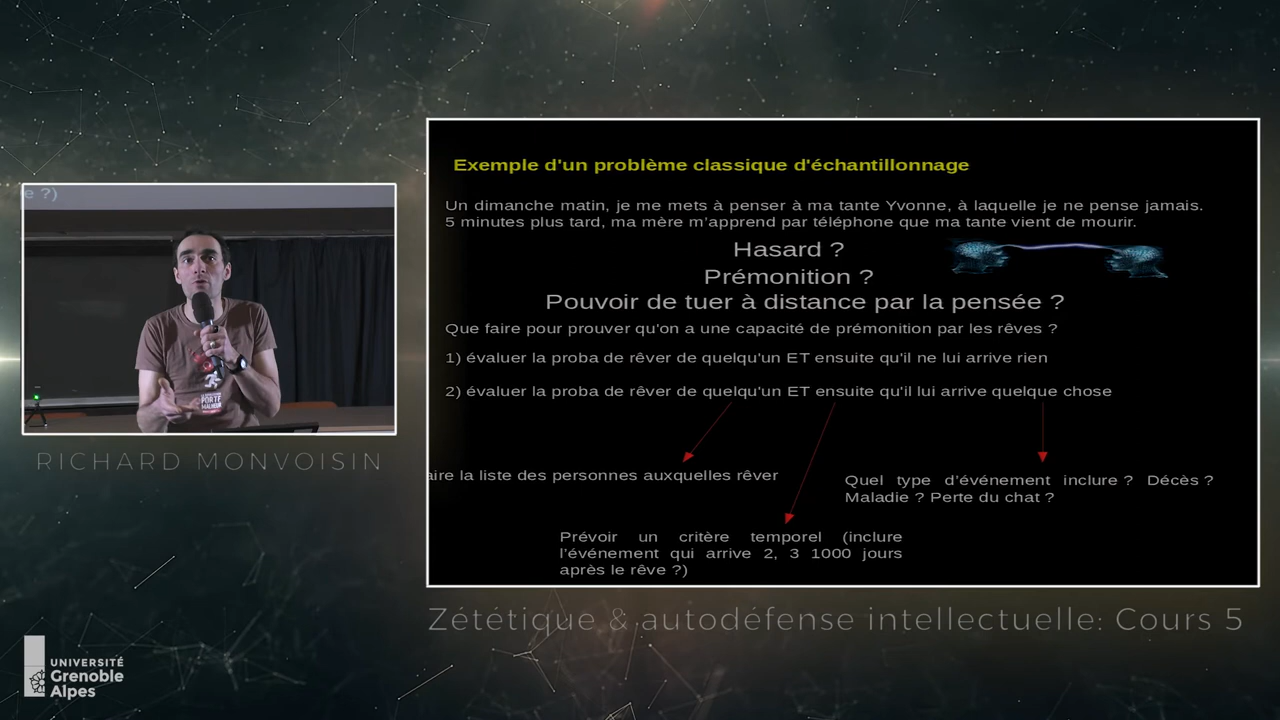 e ?)
PORTE
MALHEUR
RICHARD MONVOISIN
Exemple d'un problème classique d'échantillonnage
Un dimanche matin, je me mets à penser à ma tante Yvonne, à laquelle je ne pense jamais.
5 minutes plus tard, ma mère m'apprend par téléphone que ma tante vient de mourir.
Hasard ?
Prémonition ?
Pouvoir de tuer à distance par la pensée ?
Que faire pour prouver qu'on a une capacité de prémonition par les rêves ?
1) évaluer la proba de rêver de quelqu'un ET ensuite qu'il ne lui arrive rien
2) évaluer la proba de rêver de quelqu'un ET ensuite qu'il lui arrive quelque chose
aire la liste des personnes auxquelles rêver
Quel type d'événement inclure ? Décès ?
Maladie ? Perte du chat ?
Prévoir un critère temporel (inclure
l'événement qui arrive 2, 3 1000 jours
après le rêve ?)
Zététique & autodéfense intellectuelle: Cours 5
UNIVERSITÉ
Grenoble
Alpes